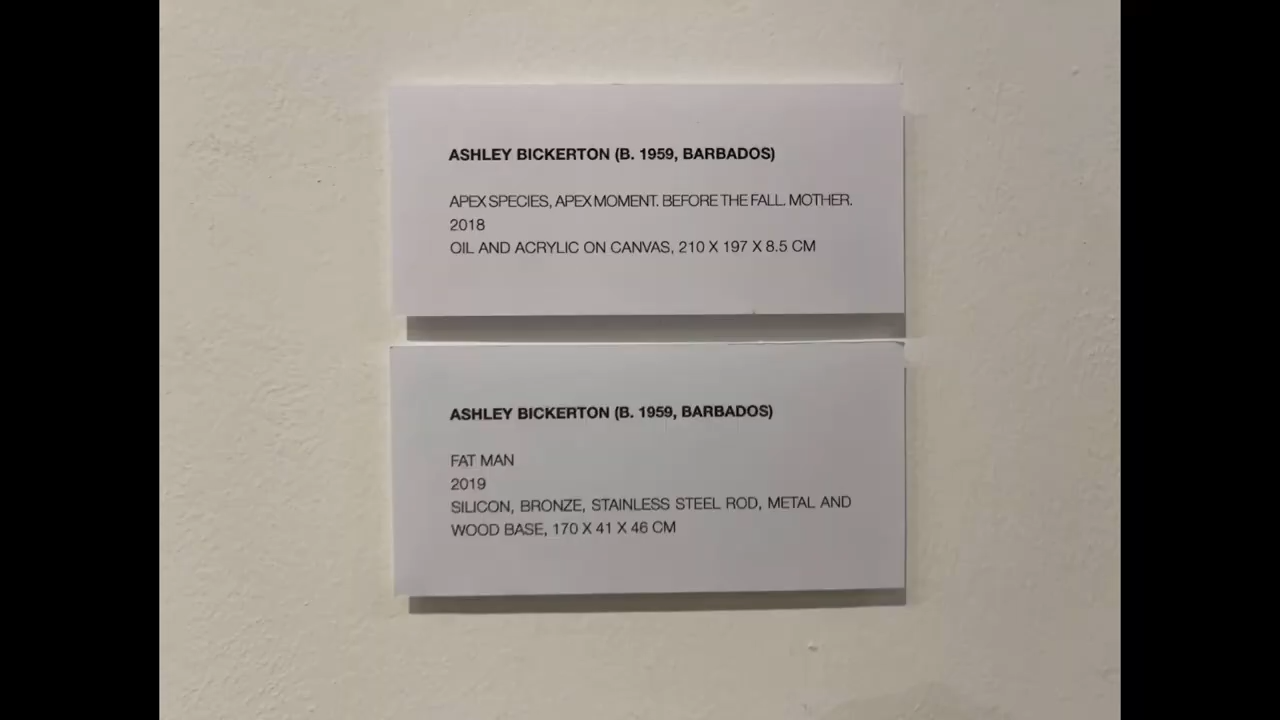 ASHLEY BICKERTON (B. 1959, BARBADOS)
APEX SPECIES, APEX MOMENT. BEFORE THE FALL. MOTHER.
2018
OIL AND ACRYLIC ON CANVAS, 210 X 197 X 8.5 CM
ASHLEY BICKERTON (B. 1959, BARBADOS)
FAT MAN
2019
SILICON, BRONZE, STAINLESS STEEL ROD, METAL AND
WOOD BASE, 170 X 41 X 46 CM